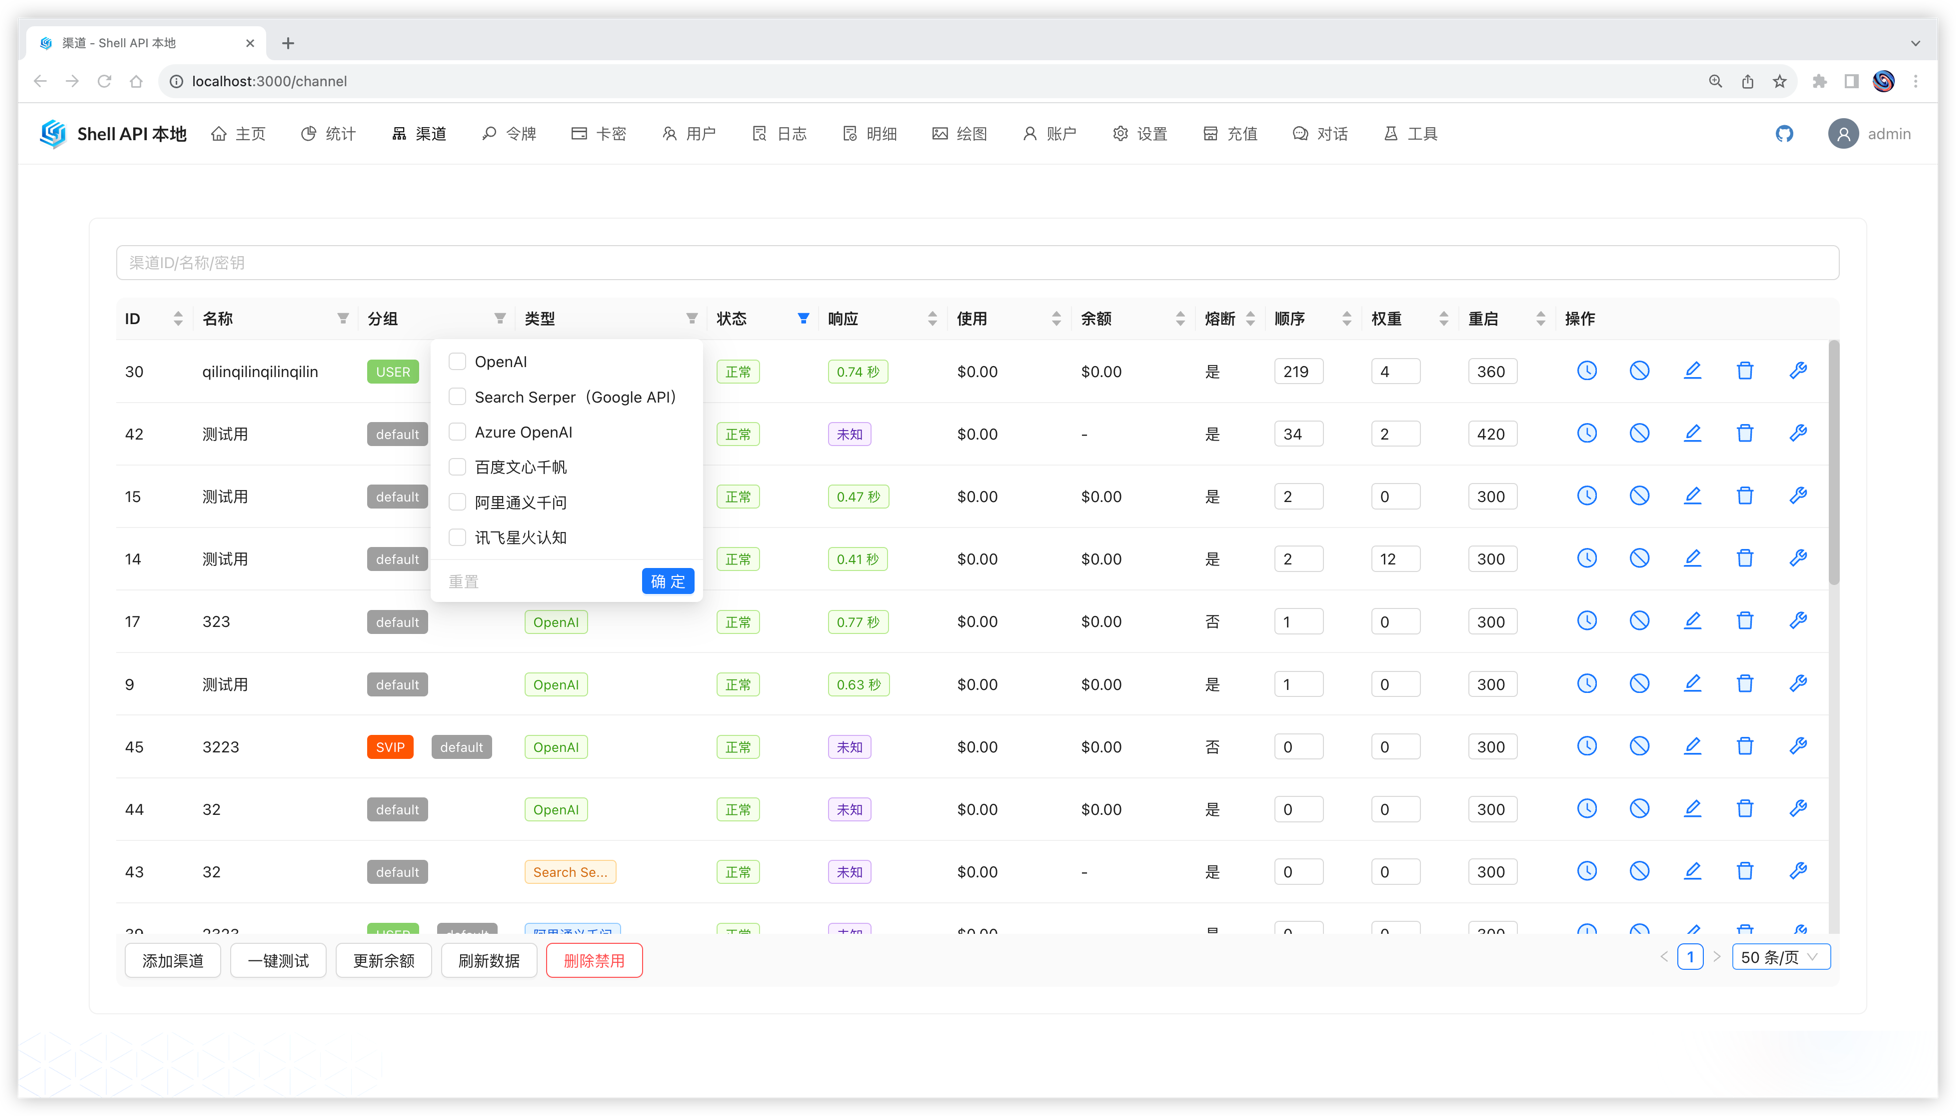 渠道 - Shell API 本地
localhost:3000/channel
Shell API 本地 主页 统计 渠道 令牌 卡密 用户 日志 明细 绘图 账户 设置 充值 对话 工具 admin
渠道ID/名称/密钥
ID 名称 分组 类型 状态 响应 使用 余额 熔断 顺序 权重 重启 操作
30 qilinqilinqilinqilin USER 正常 0.74 秒 $0.00 $0.00 是 219 4 360
42 测试用 default 正常 未知 $0.00 - 是 34 2 420
15 测试用 default 正常 0.47 秒 $0.00 $0.00 是 2 0 300
14 测试用 default 正常 0.41 秒 $0.00 $0.00 是 2 12 300
OpenAI
Search Serper（Google API）
Azure OpenAI
百度文心千帆
阿里通义千问
讯飞星火认知
重置 确 定
17 323 default OpenAI 正常 0.77 秒 $0.00 $0.00 否 1 0 300
9 测试用 default OpenAI 正常 0.63 秒 $0.00 $0.00 是 1 0 300
45 3223 SVIP default OpenAI 正常 未知 $0.00 $0.00 否 0 0 300
44 32 default OpenAI 正常 未知 $0.00 $0.00 是 0 0 300
43 32 default Search Se... 正常 未知 $0.00 - 是 0 0 300
USER default 阿里通义千问 正常 未知 $0.00 $0.00 是 0 0 300
添加渠道 一键测试 更新余额 刷新数据 删除禁用 1 50 条/页